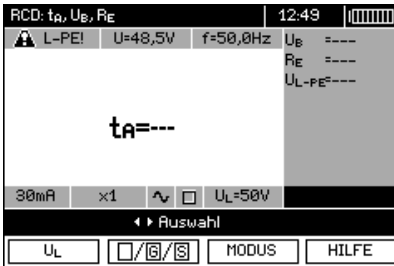 RCD: tA, UB, RE 12:49
L-PE! U=48,5V f=50,0Hz UB =---
RE =---
UL-PE=---
tA=---
30mA x1 UL=50V
Auswahl
UL □/G/S MODUS HILFE